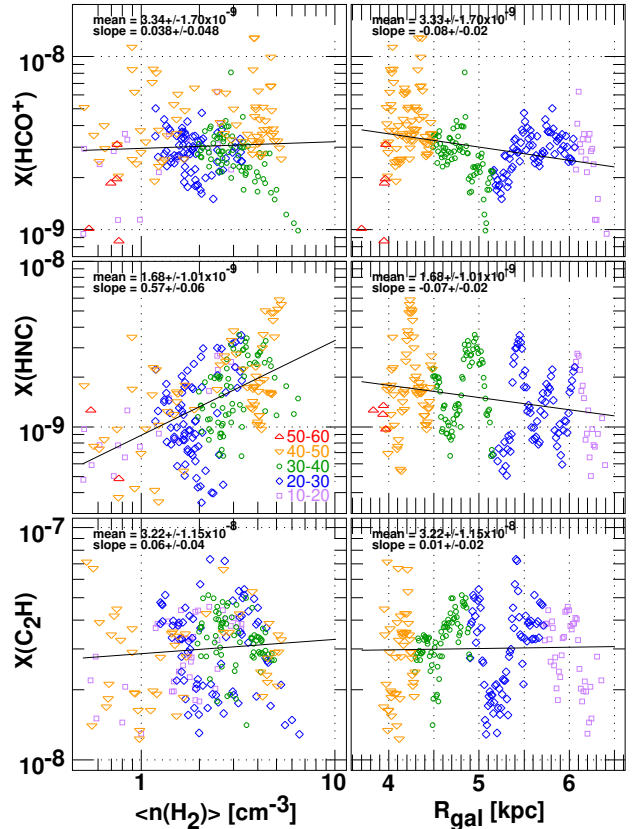 mean = 3.34+/-1.70x10^-9
slope = 0.038+/-0.048
mean = 3.33+/-1.70x10^-9
slope = -0.08+/-0.02
10^-8
X(HCO^+)
10^-9
10^-8
mean = 1.68+/-1.01x10^-9
slope = 0.57+/-0.06
mean = 1.68+/-1.01x10^-9
slope = -0.07+/-0.02
X(HNC)
10^-9
50-60
40-50
30-40
20-30
10-20
10^-7
mean = 3.22+/-1.15x10^-8
slope = 0.06+/-0.04
mean = 3.22+/-1.15x10^-8
slope = 0.01+/-0.02
X(C_2H)
10^-8
1 10 4 5 6
<n(H_2)> [cm^-3] R_gal [kpc]